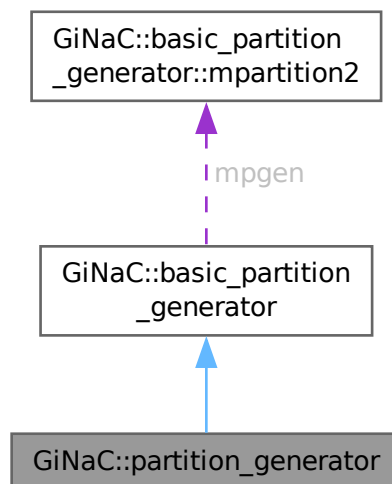 GiNaC::basic_partition
_generator::mpartition2
mpgen
GiNaC::basic_partition
_generator
GiNaC::partition_generator